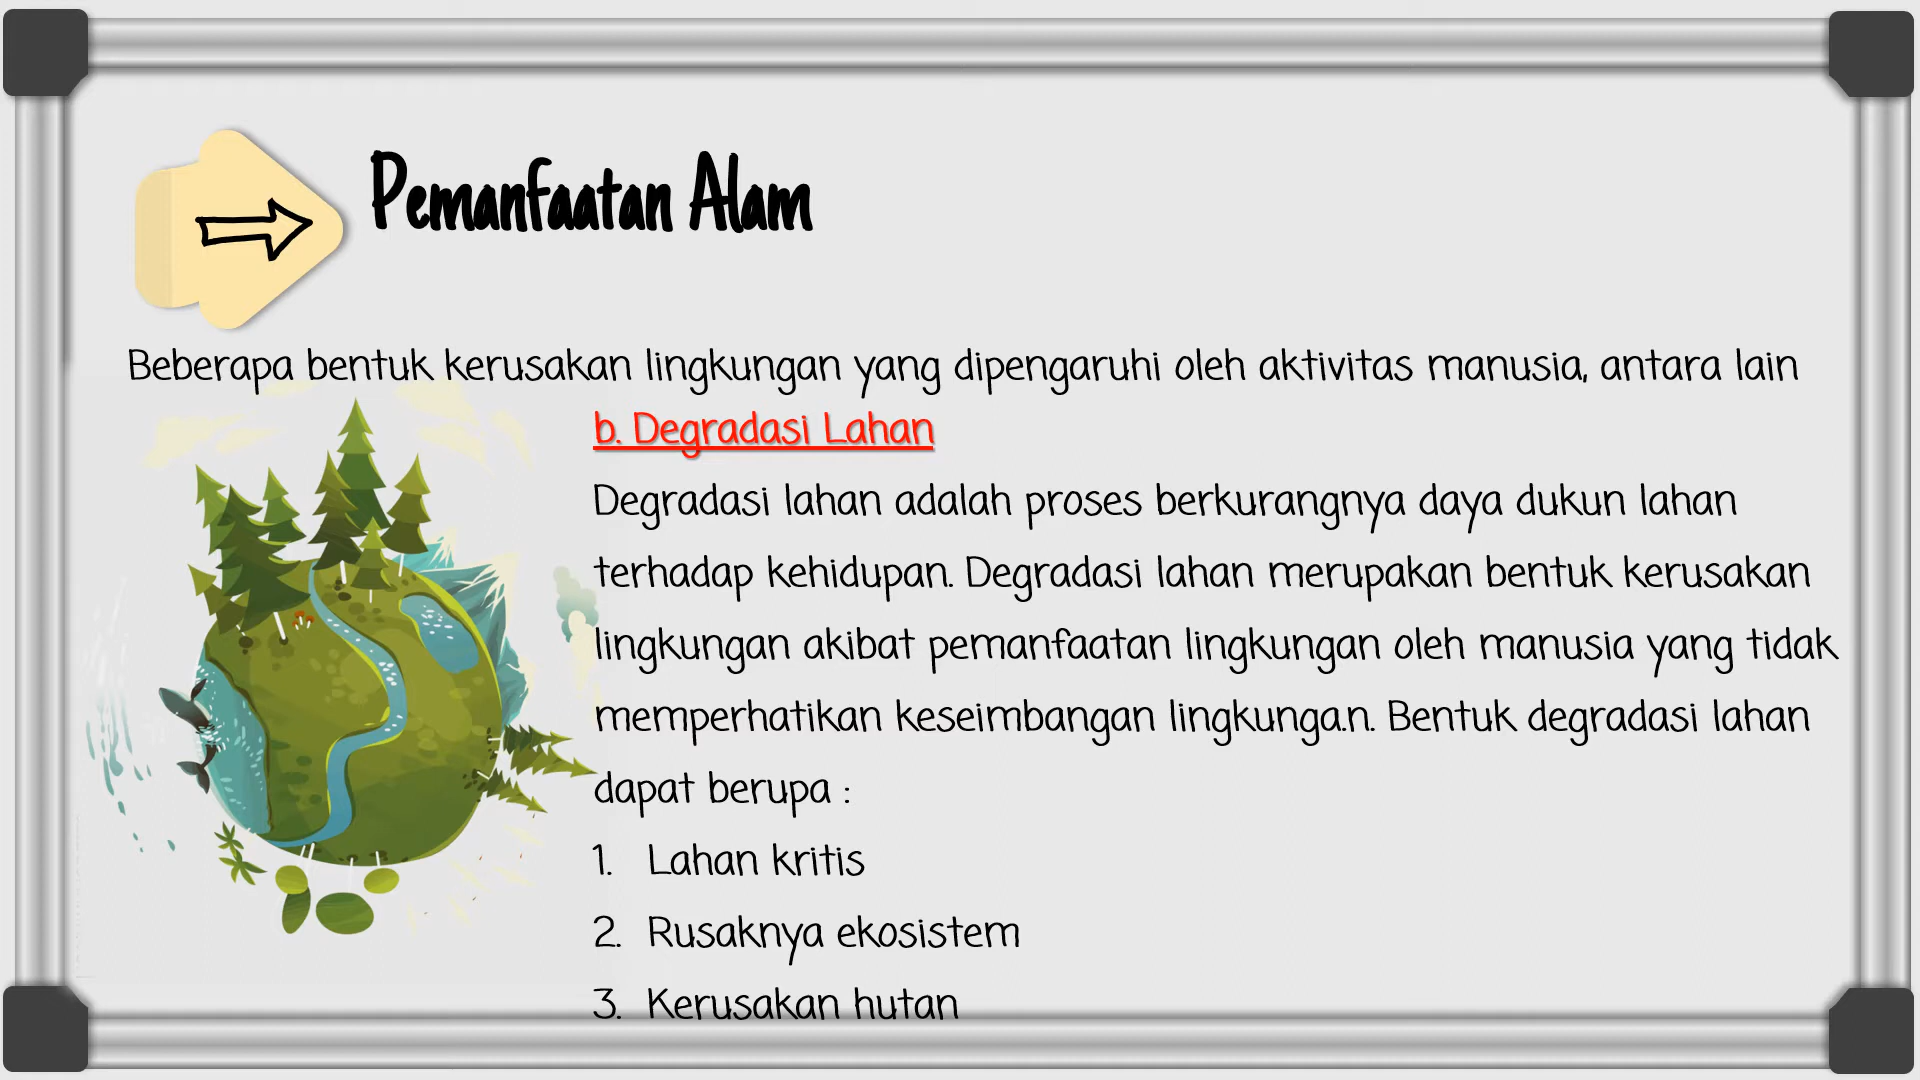 Pemanfaatan Alam
Beberapa bentuk kerusakan lingkungan yang dipengaruhi oleh aktivitas manusia, antara lain
b. Degradasi Lahan
Degradasi lahan adalah proses berkurangnya daya dukun lahan
terhadap kehidupan. Degradasi lahan merupakan bentuk kerusakan
lingkungan akibat pemanfaatan lingkungan oleh manusia yang tidak
memperhatikan keseimbangan lingkunga.n. Bentuk degradasi lahan
dapat berupa :
1. Lahan kritis
2. Rusaknya ekosistem
3. Kerusakan hutan